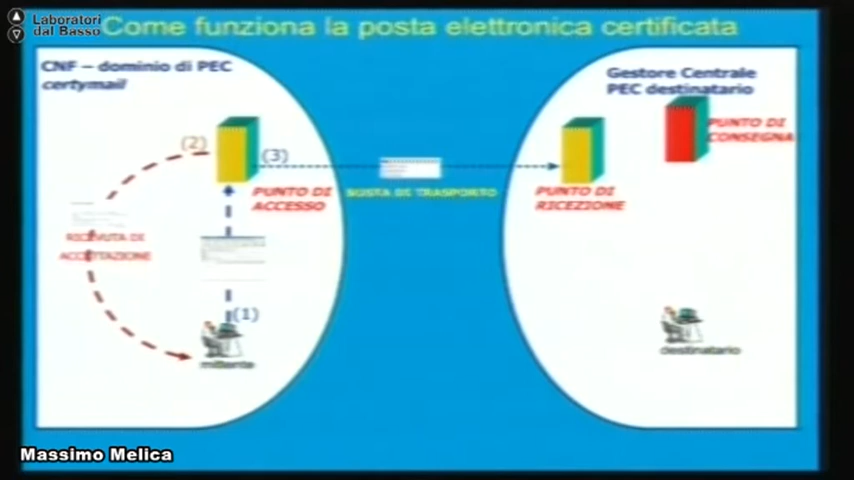 Laboratori
dal Basso
Come funziona la posta elettronica certificata
CNF – dominio di PEC
certymail
Gestore Centrale
PEC destinatario
PUNTO DI
CONSEGNA
(2)
(3)
PUNTO DI
ACCESSO
BUSTA DI TRASPORTO
PUNTO DI
RICEZIONE
RICEVUTA DI
ACCETTAZIONE
(1)
mittente
destinatario
Massimo Melica